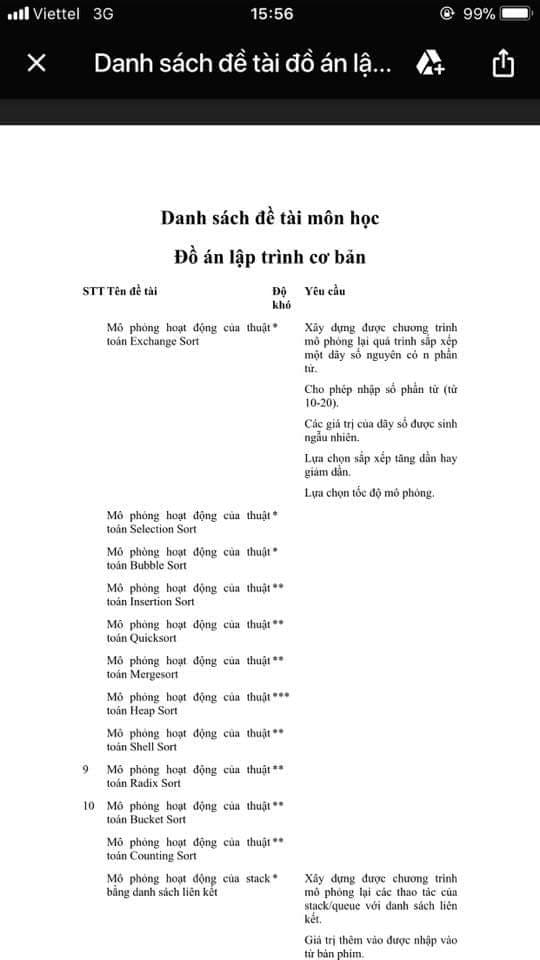 Viettel 3G 15:56 99%
Danh sách đề tài đồ án lậ...
Danh sách đề tài môn học
Đồ án lập trình cơ bản
STT Tên đề tài Độ khó Yêu cầu
Mô phỏng hoạt động của thuật *
toán Exchange Sort
Xây dựng được chương trình
mô phỏng lại quá trình sắp xếp
một dãy số nguyên có n phần
tử.
Cho phép nhập số phần tử (từ
10-20).
Các giá trị của dãy số được sinh
ngẫu nhiên.
Lựa chọn sắp xếp tăng dần hay
giảm dần.
Lựa chọn tốc độ mô phỏng.
Mô phỏng hoạt động của thuật *
toán Selection Sort
Mô phỏng hoạt động của thuật *
toán Bubble Sort
Mô phỏng hoạt động của thuật **
toán Insertion Sort
Mô phỏng hoạt động của thuật **
toán Quicksort
Mô phỏng hoạt động của thuật **
toán Mergesort
Mô phỏng hoạt động của thuật ***
toán Heap Sort
Mô phỏng hoạt động của thuật **
toán Shell Sort
9 Mô phỏng hoạt động của thuật **
toán Radix Sort
10 Mô phỏng hoạt động của thuật **
toán Bucket Sort
Mô phỏng hoạt động của thuật **
toán Counting Sort
Mô phỏng hoạt động của stack *
bằng danh sách liên kết
Xây dựng được chương trình
mô phỏng lại các thao tác của
stack/queue với danh sách liên
kết.
Giá trị thêm vào được nhập vào
từ bàn phím.